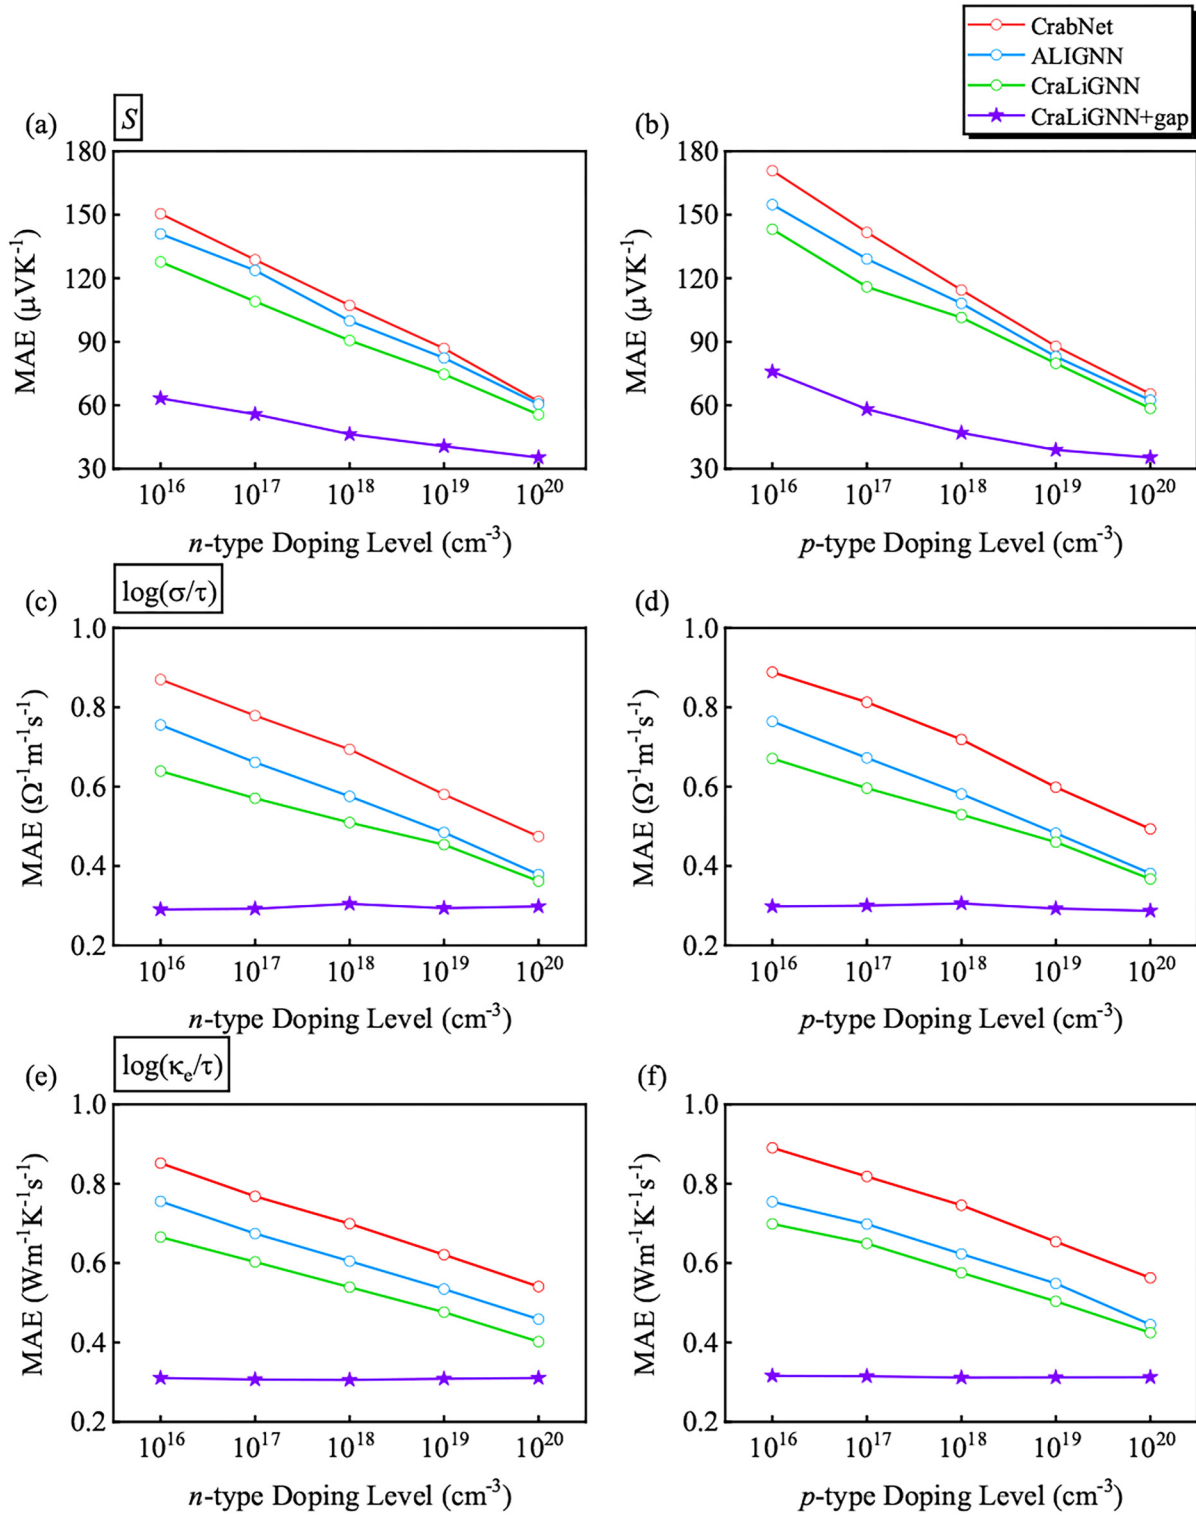 CrabNet
ALIGNN
CraLiGNN
CraLiGNN+gap
(a) S
(b)
180
150
120
90
60
30
MAE (μVK⁻¹)
10¹⁶ 10¹⁷ 10¹⁸ 10¹⁹ 10²⁰
n-type Doping Level (cm⁻³)
180
150
120
90
60
30
MAE (μVK⁻¹)
10¹⁶ 10¹⁷ 10¹⁸ 10¹⁹ 10²⁰
p-type Doping Level (cm⁻³)
(c) log(σ/τ)
(d)
1.0
0.8
0.6
0.4
0.2
MAE (Ω⁻¹m⁻¹s⁻¹)
10¹⁶ 10¹⁷ 10¹⁸ 10¹⁹ 10²⁰
n-type Doping Level (cm⁻³)
1.0
0.8
0.6
0.4
0.2
MAE (Ω⁻¹m⁻¹s⁻¹)
10¹⁶ 10¹⁷ 10¹⁸ 10¹⁹ 10²⁰
p-type Doping Level (cm⁻³)
(e) log(κₑ/τ)
(f)
1.0
0.8
0.6
0.4
0.2
MAE (Wm⁻¹K⁻¹s⁻¹)
10¹⁶ 10¹⁷ 10¹⁸ 10¹⁹ 10²⁰
n-type Doping Level (cm⁻³)
1.0
0.8
0.6
0.4
0.2
MAE (Wm⁻¹K⁻¹s⁻¹)
10¹⁶ 10¹⁷ 10¹⁸ 10¹⁹ 10²⁰
p-type Doping Level (cm⁻³)